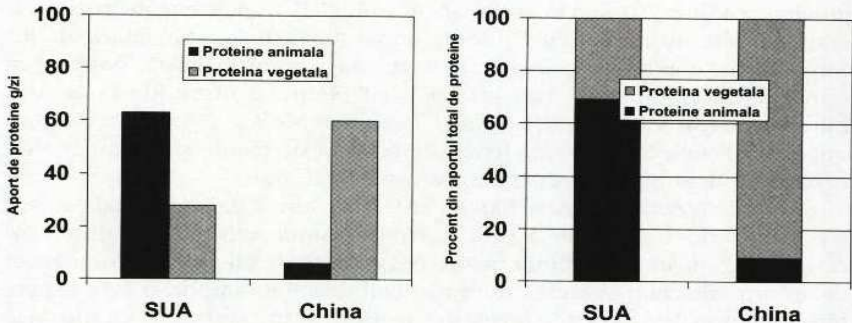 Aport de proteine g/zi
100
80
60
40
20
0
Proteine animala
Proteina vegetala
SUA China
Procent din aportul total de proteine
100
80
60
40
20
0
Proteina vegetala
Proteine animala
SUA China